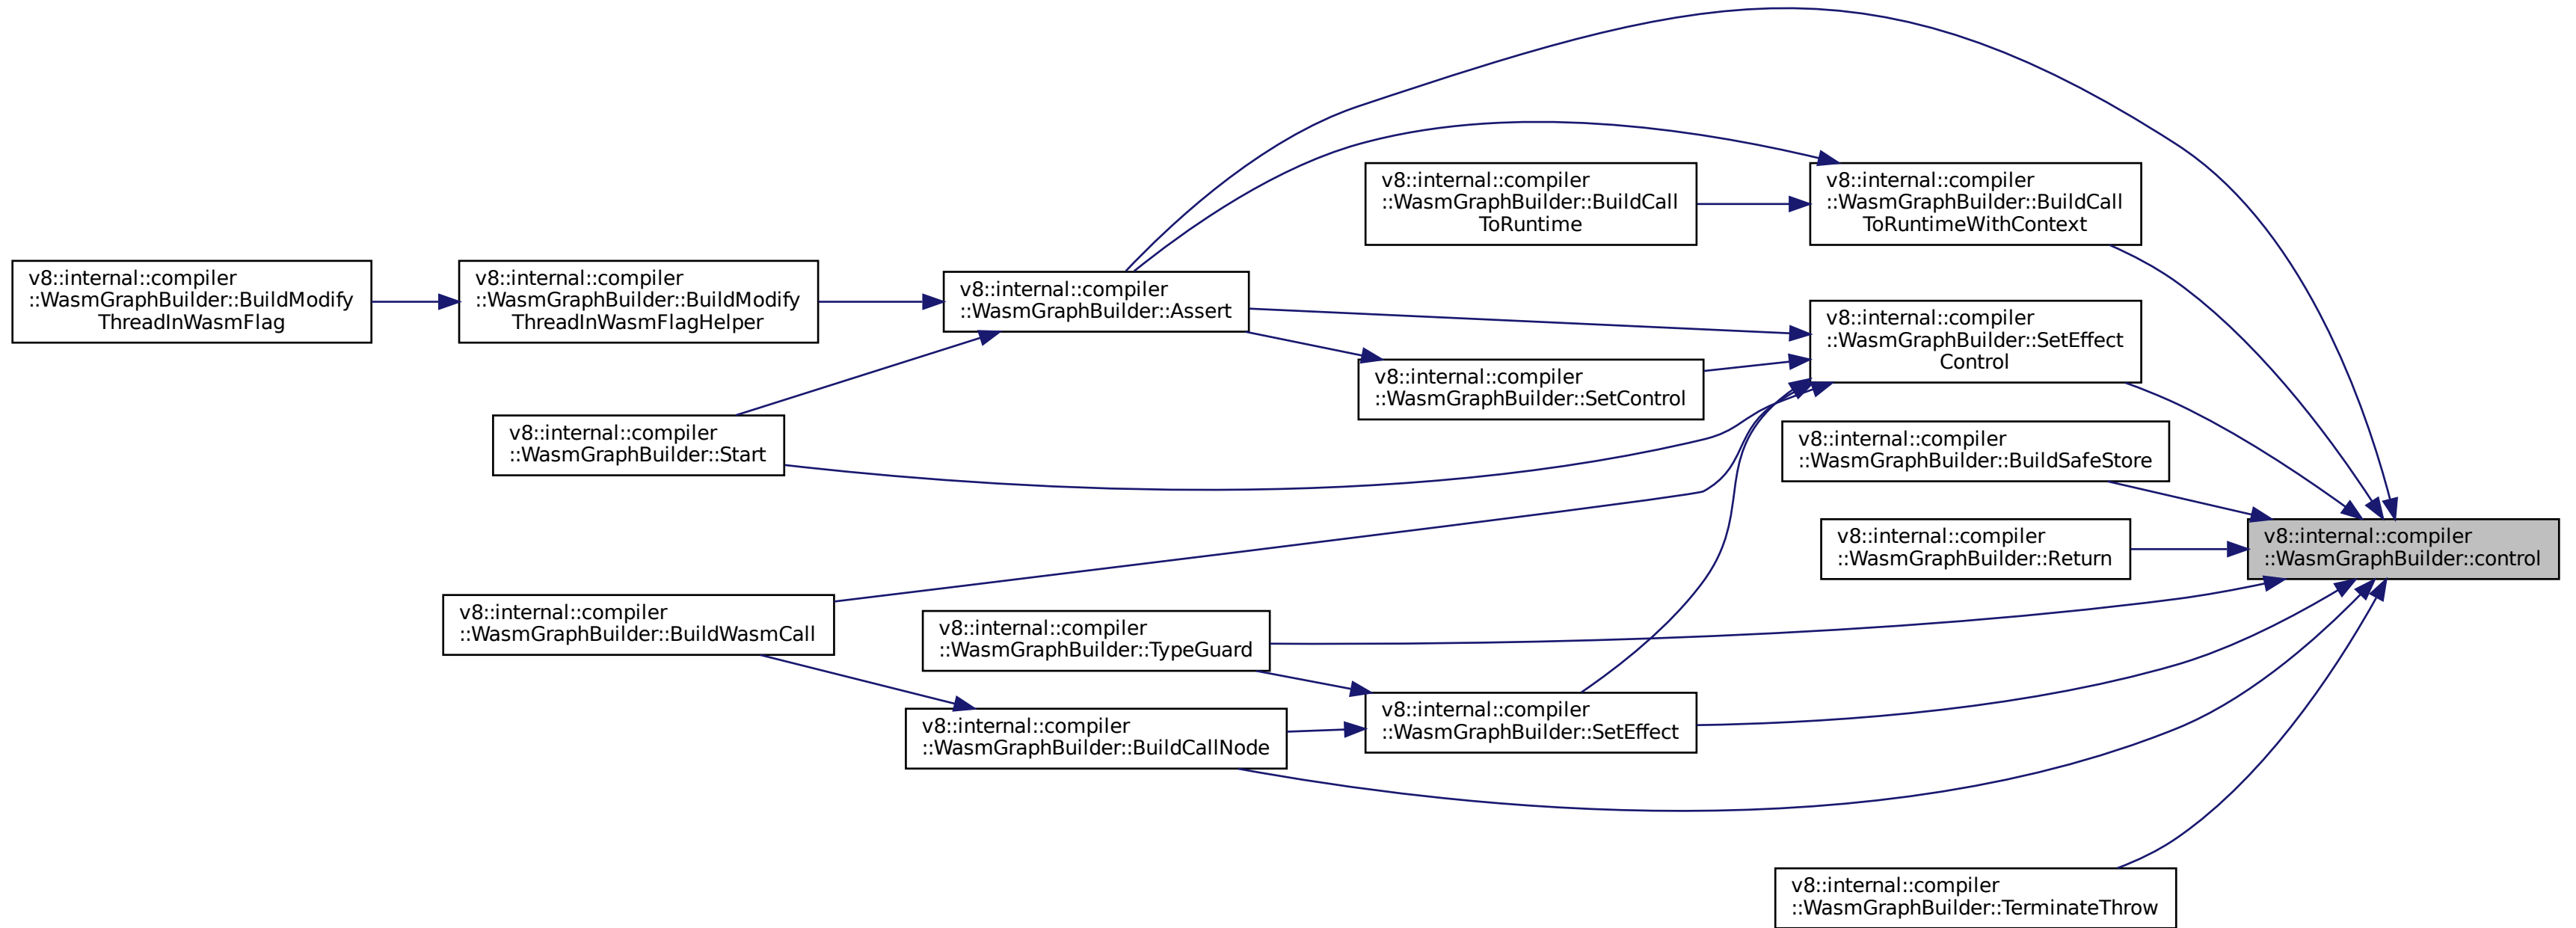 v8::internal::compiler
::WasmGraphBuilder::BuildModify
ThreadInWasmFlag
v8::internal::compiler
::WasmGraphBuilder::BuildModify
ThreadInWasmFlagHelper
v8::internal::compiler
::WasmGraphBuilder::Start
v8::internal::compiler
::WasmGraphBuilder::BuildWasmCall
v8::internal::compiler
::WasmGraphBuilder::Assert
v8::internal::compiler
::WasmGraphBuilder::TypeGuard
v8::internal::compiler
::WasmGraphBuilder::BuildCallNode
v8::internal::compiler
::WasmGraphBuilder::BuildCall
ToRuntime
v8::internal::compiler
::WasmGraphBuilder::SetControl
v8::internal::compiler
::WasmGraphBuilder::SetEffect
v8::internal::compiler
::WasmGraphBuilder::BuildCall
ToRuntimeWithContext
v8::internal::compiler
::WasmGraphBuilder::SetEffect
Control
v8::internal::compiler
::WasmGraphBuilder::BuildSafeStore
v8::internal::compiler
::WasmGraphBuilder::Return
v8::internal::compiler
::WasmGraphBuilder::TerminateThrow
v8::internal::compiler
::WasmGraphBuilder::control